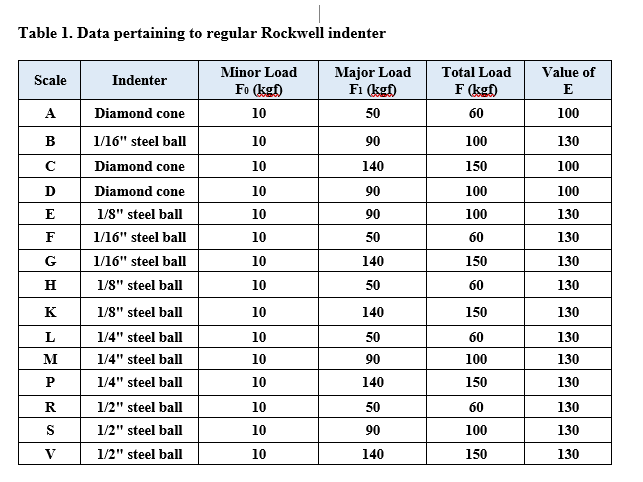 Table 1. Data pertaining to regular Rockwell indenter
Scale Indenter Minor Load F₀ (kgf) Major Load F₁ (kgf) Total Load F (kgf) Value of E
A Diamond cone 10 50 60 100
B 1/16" steel ball 10 90 100 130
C Diamond cone 10 140 150 100
D Diamond cone 10 90 100 100
E 1/8" steel ball 10 90 100 130
F 1/16" steel ball 10 50 60 130
G 1/16" steel ball 10 140 150 130
H 1/8" steel ball 10 50 60 130
K 1/8" steel ball 10 140 150 130
L 1/4" steel ball 10 50 60 130
M 1/4" steel ball 10 90 100 130
P 1/4" steel ball 10 140 150 130
R 1/2" steel ball 10 50 60 130
S 1/2" steel ball 10 90 100 130
V 1/2" steel ball 10 140 150 130